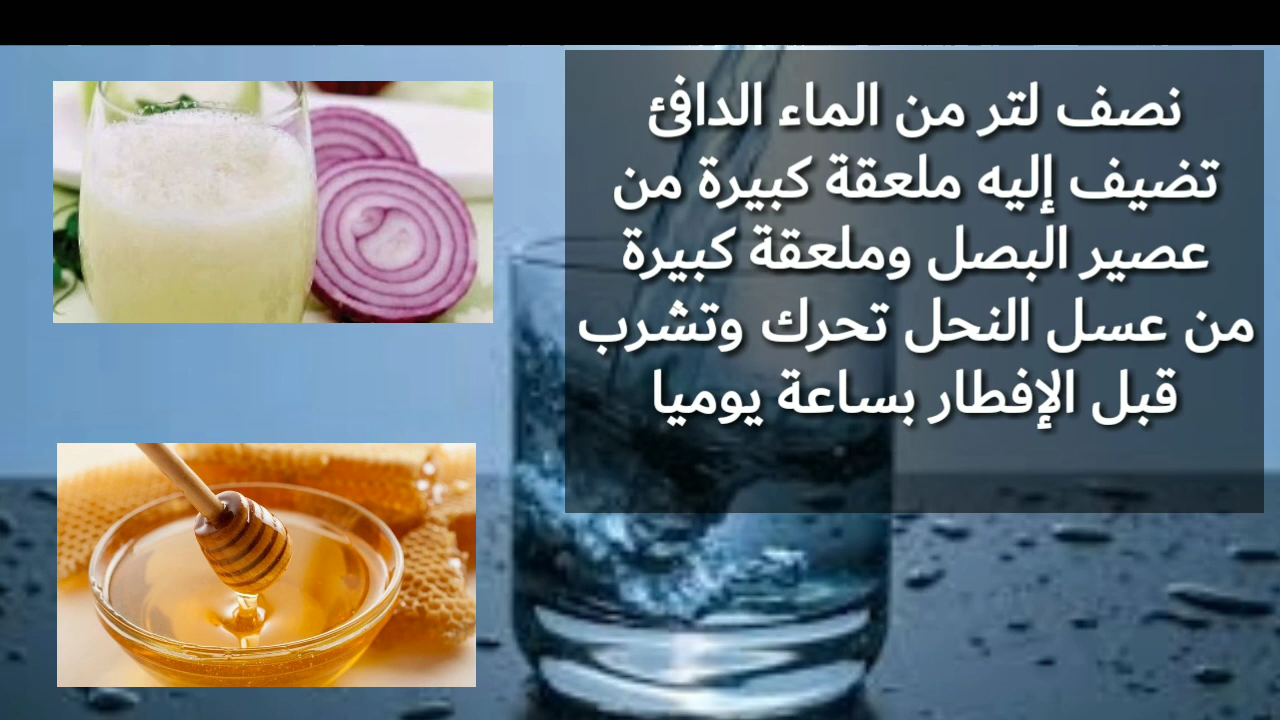 نصف لتر من الماء الدافئ
تضيف إليه ملعقة كبيرة من
عصير البصل وملعقة كبيرة
من عسل النحل تحرك وتشرب
قبل الإفطار بساعة يوميا